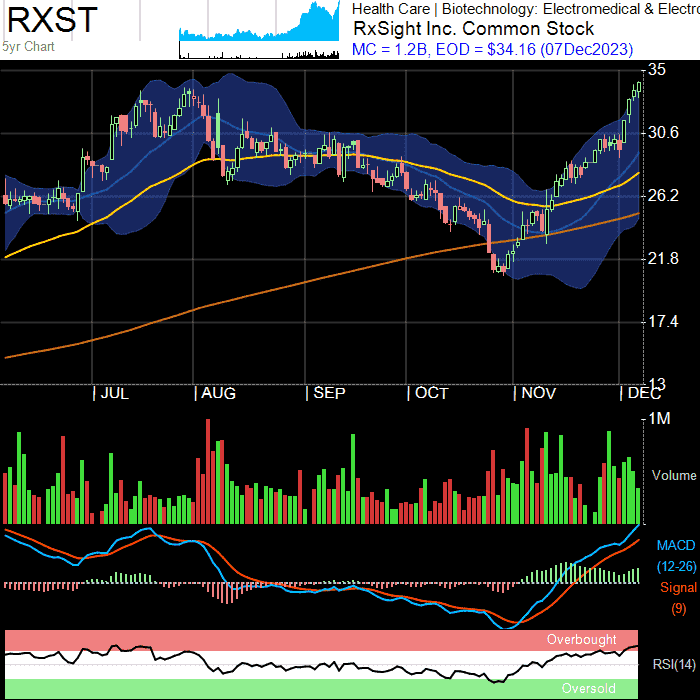 RXST
5yr Chart
Health Care | Biotechnology: Electromedical & Electro
RxSight Inc. Common Stock
MC = 1.2B, EOD = $34.16 (07Dec2023)
35
30.6
26.2
21.8
17.4
13
| JUL | AUG | SEP | OCT | NOV | DEC
1M
Volume
MACD
(12-26)
Signal
(9)
Overbought
RSI(14)
Oversold